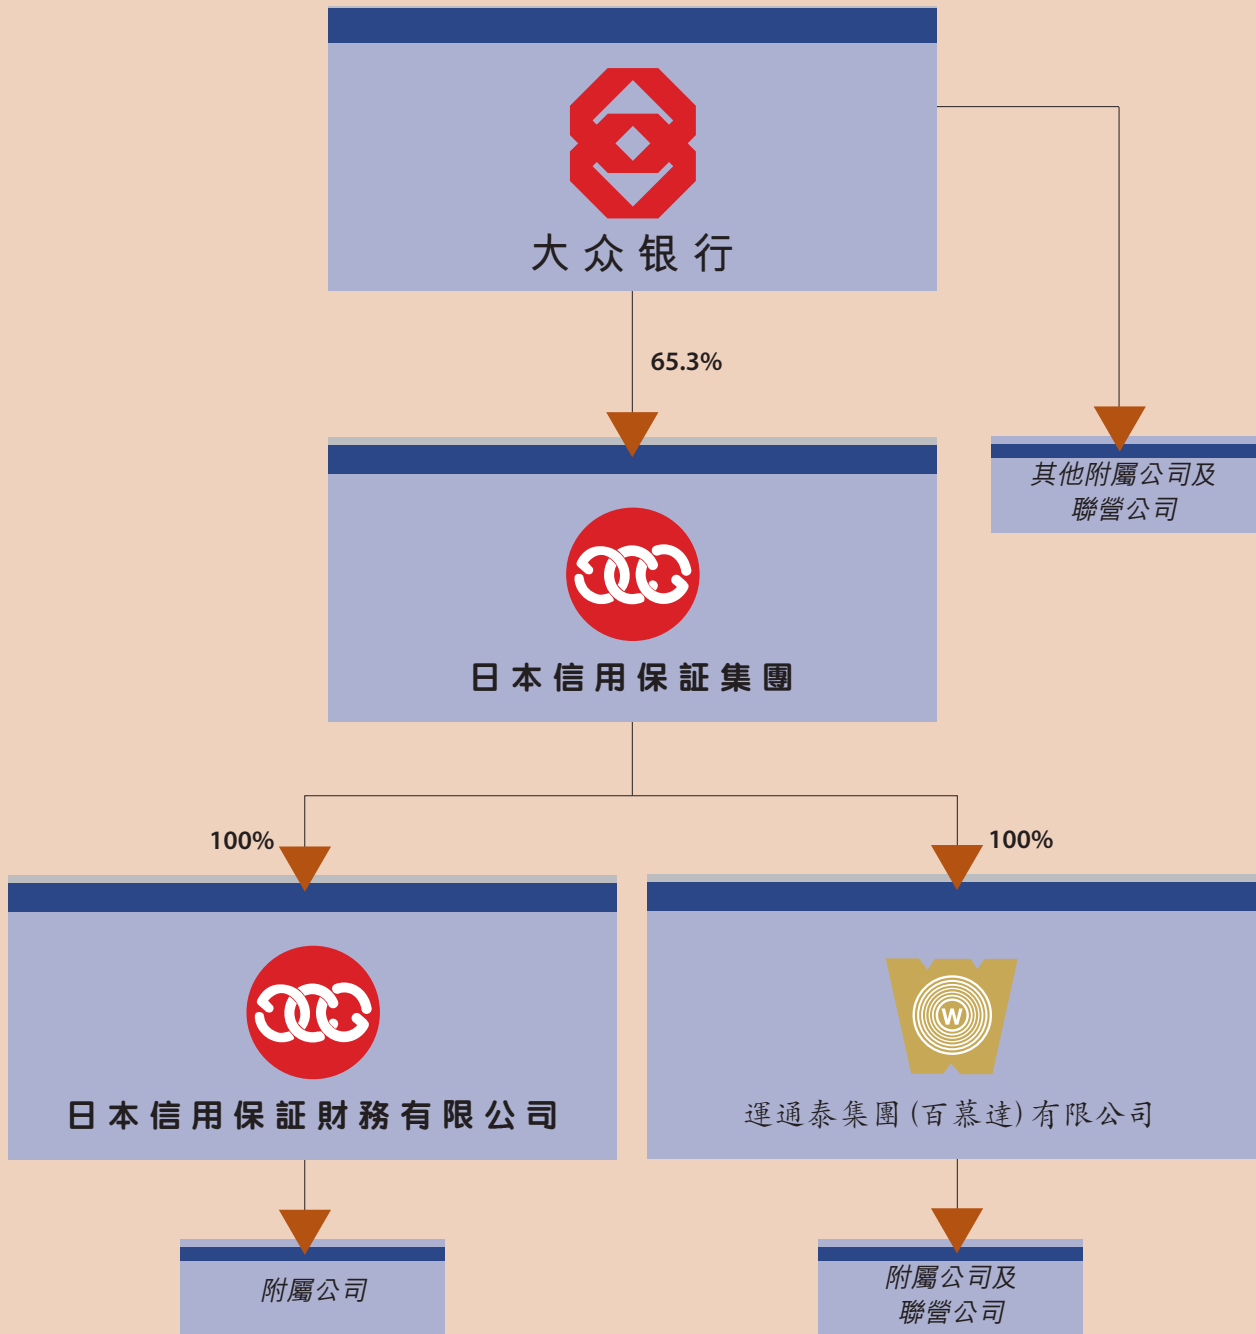 大众银行
65.3%
其他附屬公司及
聯營公司
日本信用保証集團
100%
100%
日本信用保証財務有限公司
W
運通泰集團(百慕達)有限公司
附屬公司
附屬公司及
聯營公司